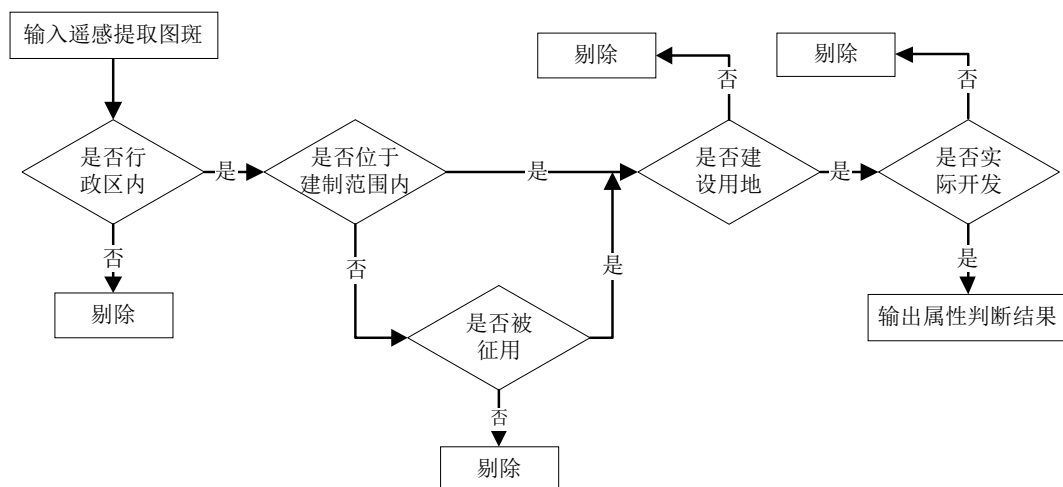 输入遥感提取图斑
是否行
政区内
否
剔除
是
是否位于
建制范围内
是
否
是否被
征用
是
否
剔除
是否建
设用地
否
剔除
是
是否实
际开发
否
剔除
是
输出属性判断结果